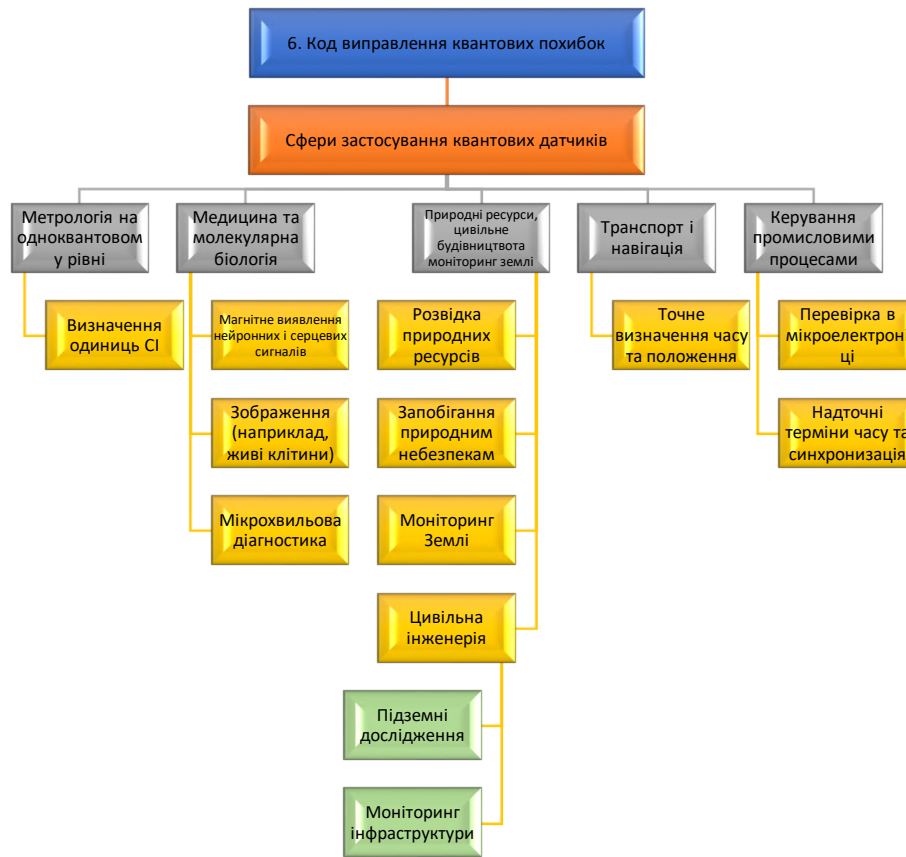 6. Код виправлення квантових похибок
Сфери застосування квантових датчиків
Метрологія на
одноквантовом
у рівні
Визначення
одиниць СІ
Медицина та
молекулярна
біологія
Магнітне виявлення
нейронних і серцевих
сигналів
Зображення
(наприклад,
живі клітини)
Мікрохвильова
діагностика
Природні ресурси,
цивільне
будівництвота
моніторинг землі
Розвідка
природних
ресурсів
Запобігання
природним
небезпекам
Моніторинг
Землі
Цивільна
інженерія
Підземні
дослідження
Моніторинг
інфраструктури
Транспорт і
навігація
Точне
визначення часу
та положення
Керування
промисловими
процесами
Перевірка в
мікроелектроні
ці
Надточні
терміни часу та
синхронизація